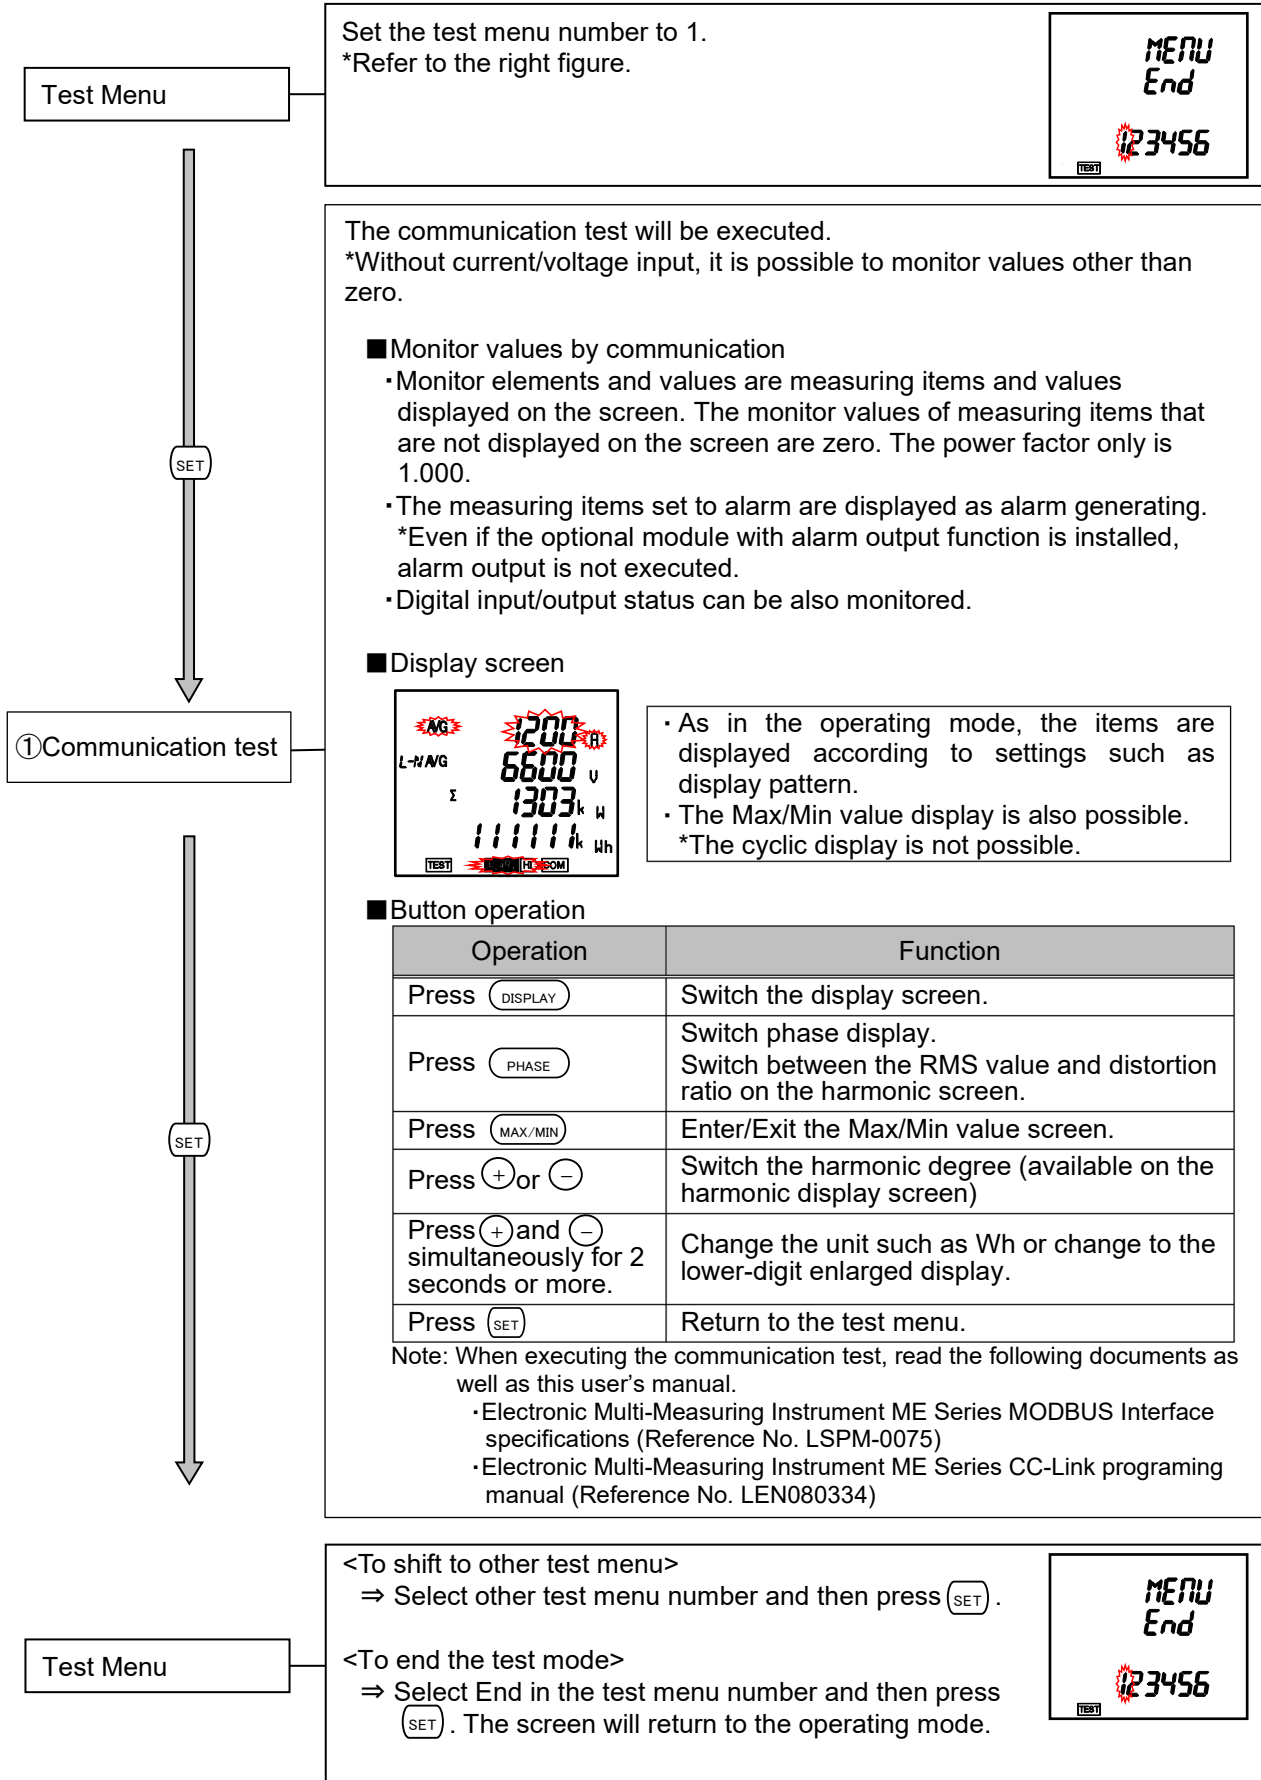 Set the test menu number to 1.
*Refer to the right figure.
MENU
End
123456
TEST
Test Menu
SET
The communication test will be executed.
*Without current/voltage input, it is possible to monitor values other than
zero.
■Monitor values by communication
・Monitor elements and values are measuring items and values
displayed on the screen. The monitor values of measuring items that
are not displayed on the screen are zero. The power factor only is
1.000.
・The measuring items set to alarm are displayed as alarm generating.
*Even if the optional module with alarm output function is installed,
alarm output is not executed.
・Digital input/output status can be also monitored.
■Display screen
①Communication test
AVG 1200 A
L-N AVG 6600 V
Σ 1303 k W
111111 k Wh
TEST HI COM
・As in the operating mode, the items are
displayed according to settings such as
display pattern.
・The Max/Min value display is also possible.
*The cyclic display is not possible.
■Button operation
Operation Function
Press DISPLAY Switch the display screen.
Press PHASE Switch phase display.
Switch between the RMS value and distortion
ratio on the harmonic screen.
Press MAX/MIN Enter/Exit the Max/Min value screen.
Press + or − Switch the harmonic degree (available on the
harmonic display screen)
Press + and −
simultaneously for 2
seconds or more.
Change the unit such as Wh or change to the
lower-digit enlarged display.
Press SET Return to the test menu.
SET
Note: When executing the communication test, read the following documents as
well as this user's manual.
・Electronic Multi-Measuring Instrument ME Series MODBUS Interface
specifications (Reference No. LSPM-0075)
・Electronic Multi-Measuring Instrument ME Series CC-Link programing
manual (Reference No. LEN080334)
Test Menu
<To shift to other test menu>
⇒ Select other test menu number and then press SET .
<To end the test mode>
⇒ Select End in the test menu number and then press
SET . The screen will return to the operating mode.
MENU
End
123456
TEST